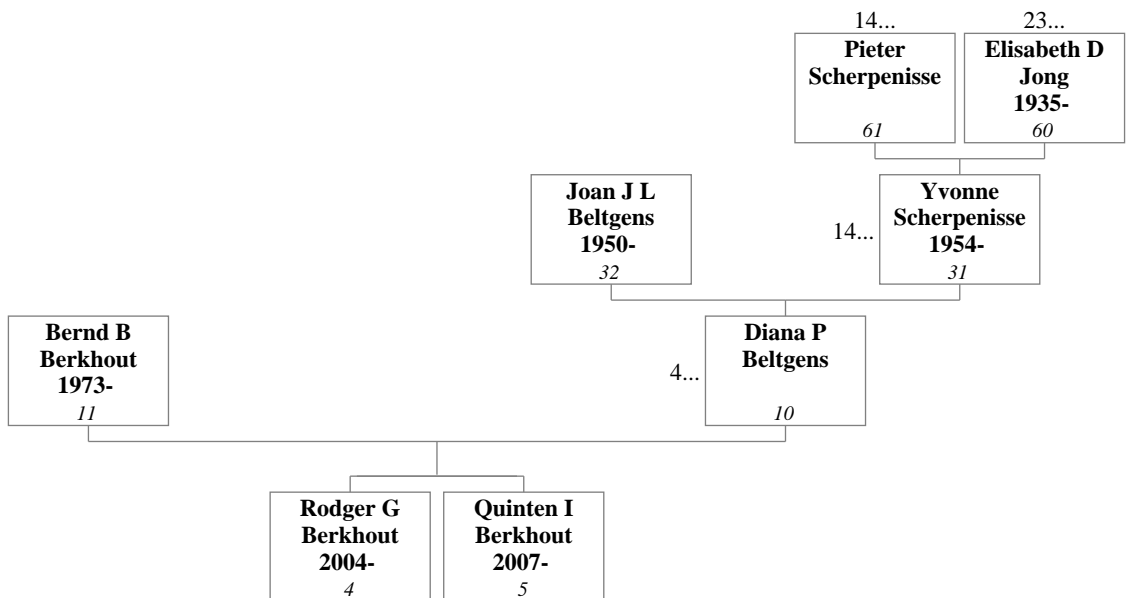 14...
23...
Pieter
Scherpenisse
61
Elisabeth D
Jong
1935-
60
Joan J L
Beltgens
1950-
32
14...
Yvonne
Scherpenisse
1954-
31
Bernd B
Berkhout
1973-
11
4...
Diana P
Beltgens
10
Rodger G
Berkhout
2004-
4
Quinten I
Berkhout
2007-
5